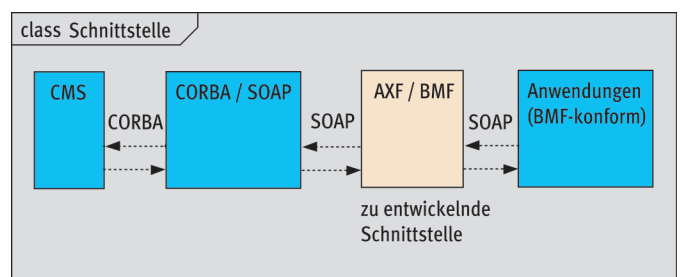 class Schnittstelle
CMS
CORBA
CORBA / SOAP
SOAP
AXF / BMF
SOAP
Anwendungen
(BMF-konform)
zu entwickelnde
Schnittstelle